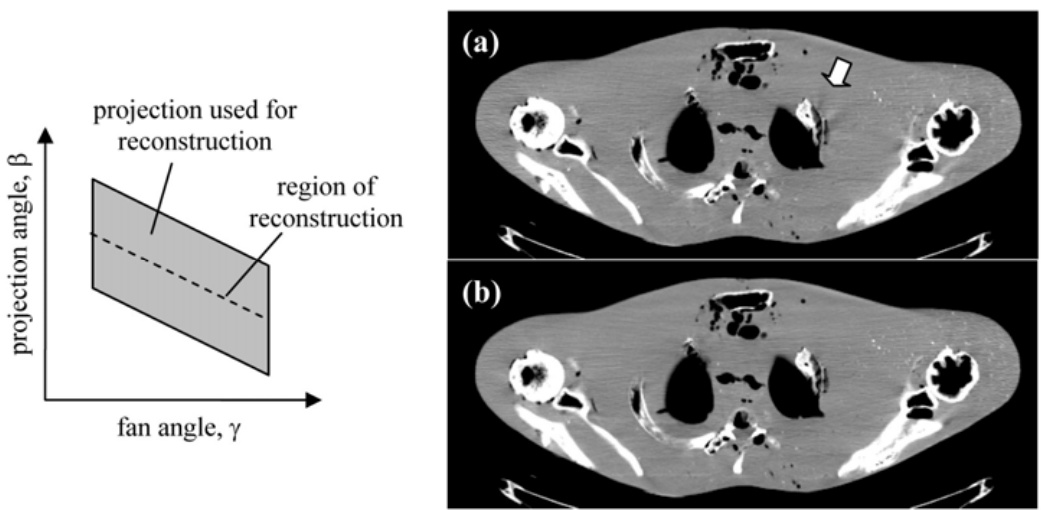 projection used for
reconstruction
region of
reconstruction
projection angle, β
fan angle, γ
(a)
(b)